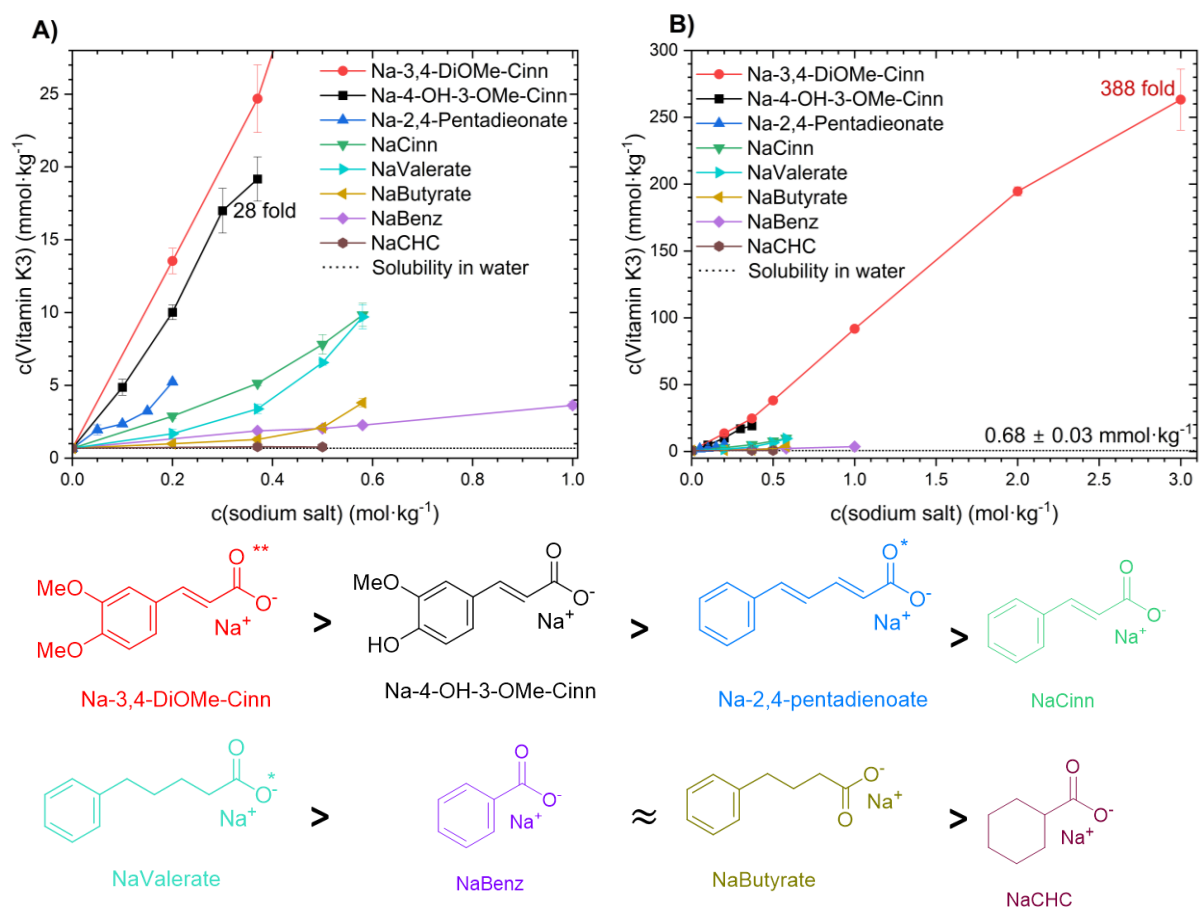 A)
c(Vitamin K3) (mmol·kg⁻¹)
25
20
15
10
5
0
0.0 0.2 0.4 0.6 0.8 1.0
c(sodium salt) (mol·kg⁻¹)
Na-3,4-DiOMe-Cinn
Na-4-OH-3-OMe-Cinn
Na-2,4-Pentadieonate
NaCinn
NaValerate
NaButyrate
NaBenz
NaCHC
Solubility in water
28 fold
B)
c(Vitamin K3) (mmol·kg⁻¹)
300
250
200
150
100
50
0
0.0 0.5 1.0 1.5 2.0 2.5 3.0
c(sodium salt) (mol·kg⁻¹)
Na-3,4-DiOMe-Cinn
Na-4-OH-3-OMe-Cinn
Na-2,4-Pentadieonate
NaCinn
NaValerate
NaButyrate
NaBenz
NaCHC
Solubility in water
388 fold
0.68 ± 0.03 mmol·kg⁻¹
MeO
MeO
O **
O-
Na+
Na-3,4-DiOMe-Cinn
>
MeO
HO
O
O-
Na+
Na-4-OH-3-OMe-Cinn
>
O*
O-
Na+
Na-2,4-pentadienoate
>
O
O-
Na+
NaCinn
O
*
O-
Na+
NaValerate
>
O
O-
Na+
NaBenz
≈
O-
Na+
O
NaButyrate
>
O
O-
Na+
NaCHC